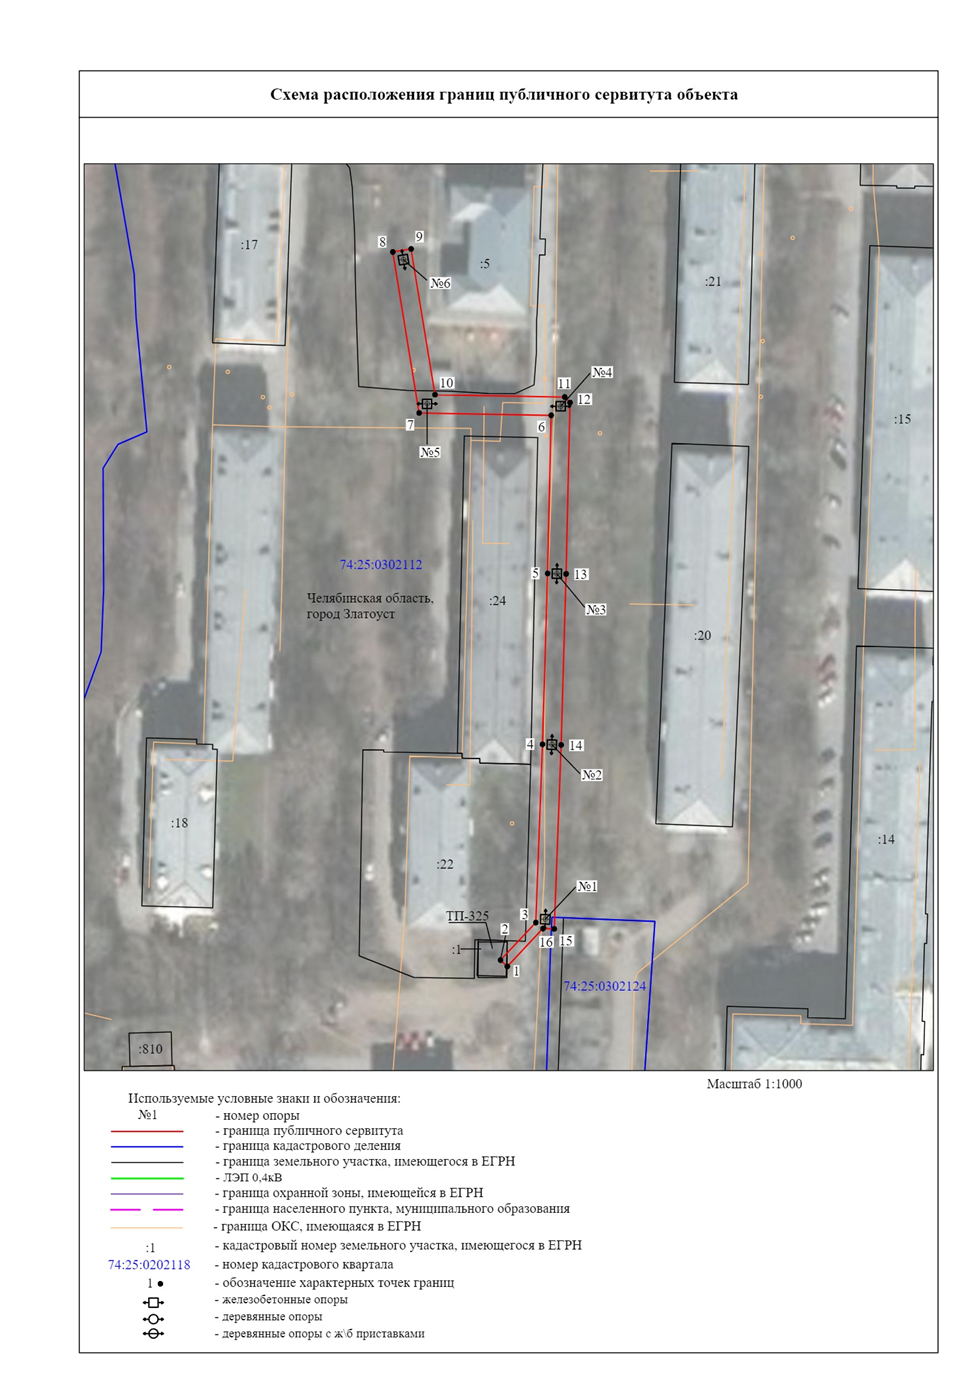 Схема расположения границ публичного сервитута объекта
:17
8
9
:5
№6
:21
10
11
№4
12
7
6
№5
:15
74:25:0302112
Челябинская область,
город Златоуст
5
13
:24
№3
:20
4
14
№2
:18
:22
:14
№1
ТП-325
3
2
16
15
:1
1
74:25:0302124
:810
Масштаб 1:1000
Используемые условные знаки и обозначения:
№1 - номер опоры
- граница публичного сервитута
- граница кадастрового деления
- граница земельного участка, имеющегося в ЕГРН
- ЛЭП 0,4кВ
- граница охранной зоны, имеющейся в ЕГРН
- граница населенного пункта, муниципального образования
- граница ОКС, имеющаяся в ЕГРН
:1 - кадастровый номер земельного участка, имеющегося в ЕГРН
74:25:0202118 - номер кадастрового квартала
1 - обозначение характерных точек границ
- железобетонные опоры
- деревянные опоры
- деревянные опоры с ж\б приставками